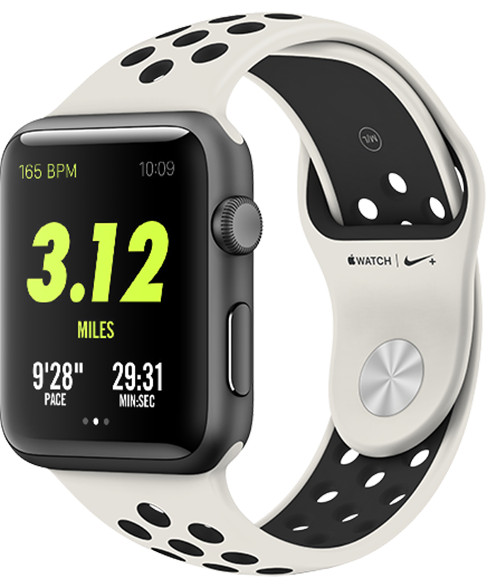 165 BPM 10:09
3.12
MILES
9'28" 29:31
PACE MIN:SEC
M/L
WATCH | +